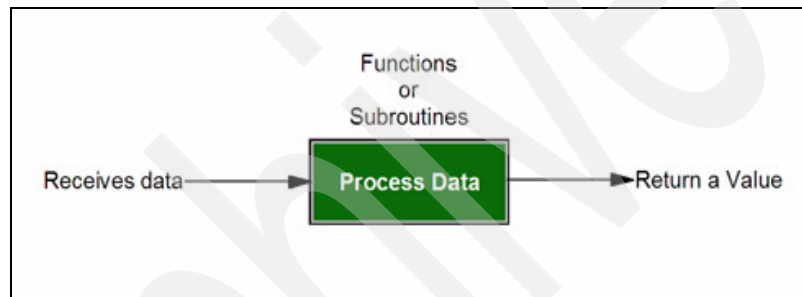 Functions
or
Subroutines
Receives data
Process Data
Return a Value